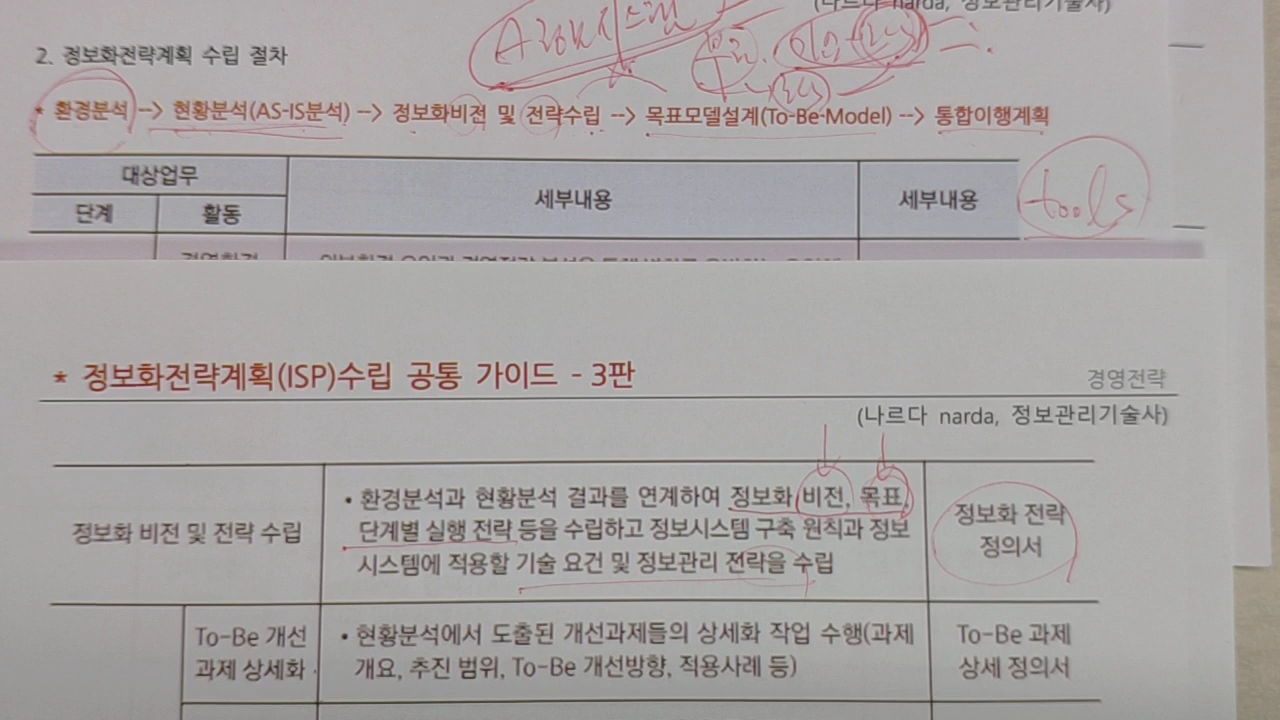 (나르다 narda, 정보관리기술사)
2. 정보화전략계획 수립 절차
* 환경분석 --> 현황분석(AS-IS분석) --> 정보화비젼 및 전략수립 --> 목표모델설계(To-Be-Model) --> 통합이행계획
대상업무
세부내용
세부내용
tools
단계
활동
경영환경
* 정보화전략계획(ISP)수립 공통 가이드 - 3판
경영전략
(나르다 narda, 정보관리기술사)
정보화 비전 및 전략 수립
• 환경분석과 현황분석 결과를 연계하여 정보화 비전, 목표,
단계별 실행 전략 등을 수립하고 정보시스템 구축 원칙과 정보
시스템에 적용할 기술 요건 및 정보관리 전략을 수립
정보화 전략
정의서
To-Be 개선
과제 상세화
• 현황분석에서 도출된 개선과제들의 상세화 작업 수행(과제
개요, 추진 범위, To-Be 개선방향, 적용사례 등)
To-Be 과제
상세 정의서